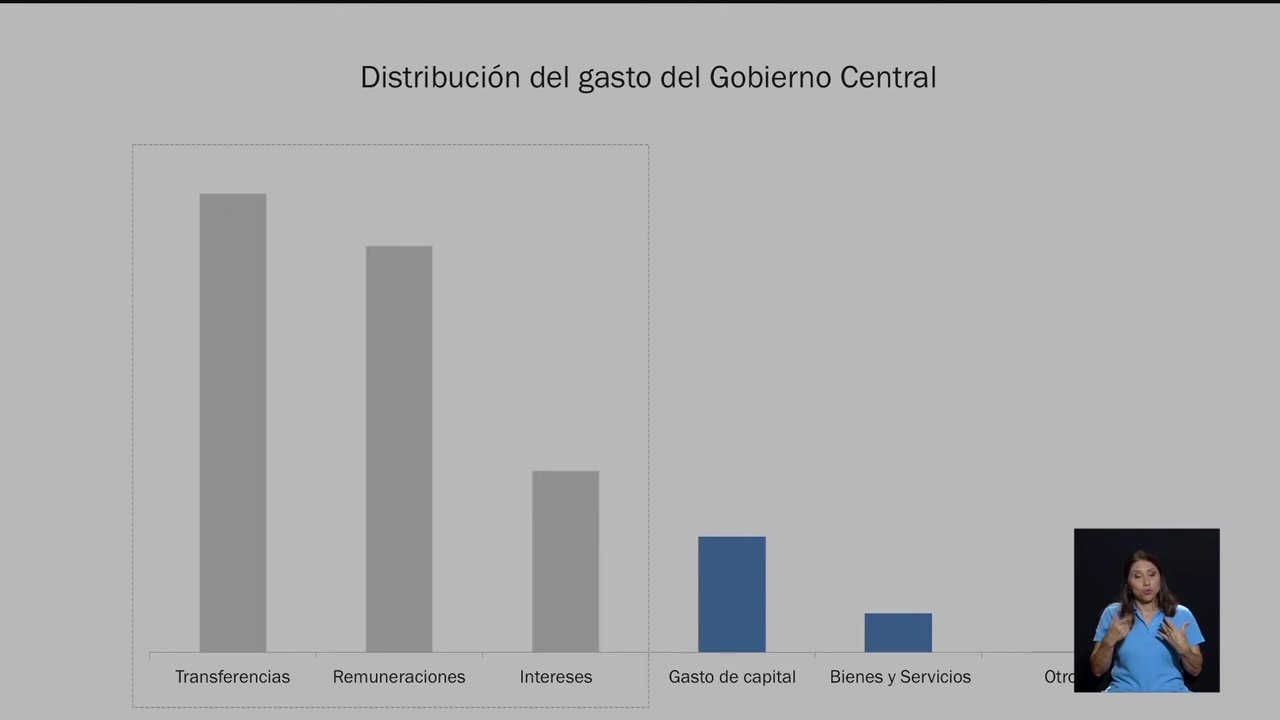 Distribución del gasto del Gobierno Central
Transferencias Remuneraciones Intereses Gasto de capital Bienes y Servicios